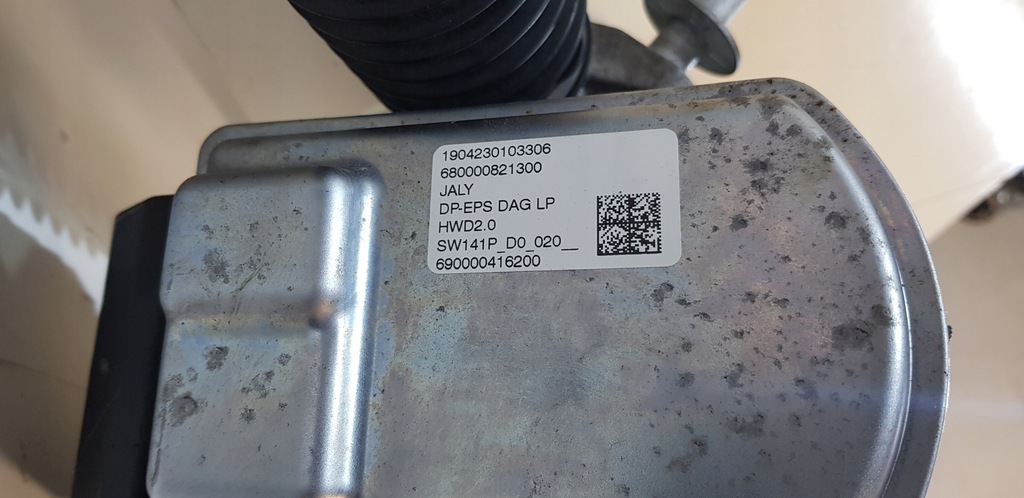 1904230103306
680000821300
JALY
DP-EPS DAG LP
HWD2.0
SW141P_D0_020__
690000416200